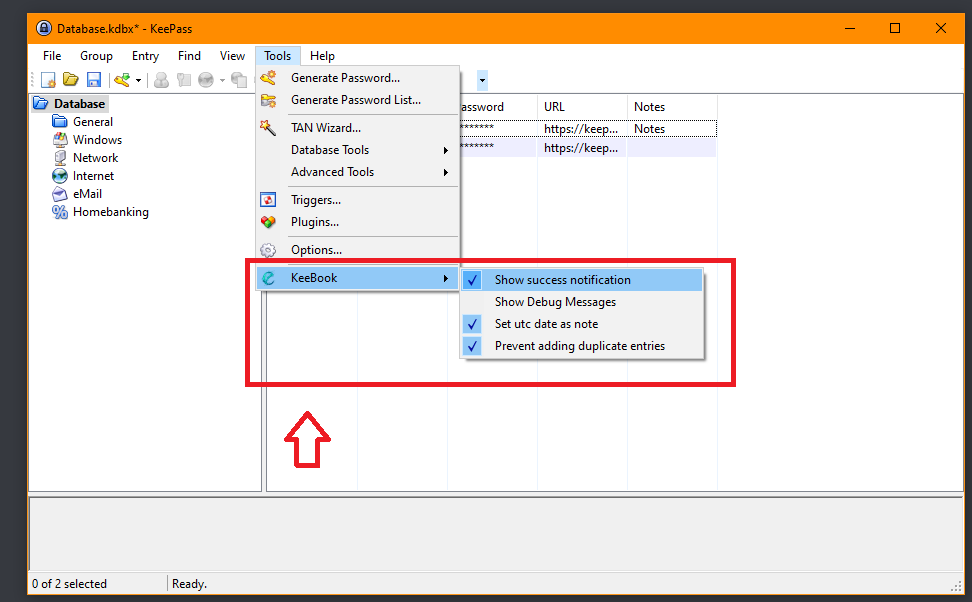 Database.kdbx* - KeePass
File Group Entry Find View Tools Help
Generate Password...
Generate Password List...
TAN Wizard...
Database Tools
Advanced Tools
Triggers...
Plugins...
Options...
KeeBook
Show success notification
Show Debug Messages
Set utc date as note
Prevent adding duplicate entries
Database
General
Windows
Network
Internet
eMail
Homebanking
assword URL Notes
******* https://keep... Notes
******* https://keep...
0 of 2 selected Ready.